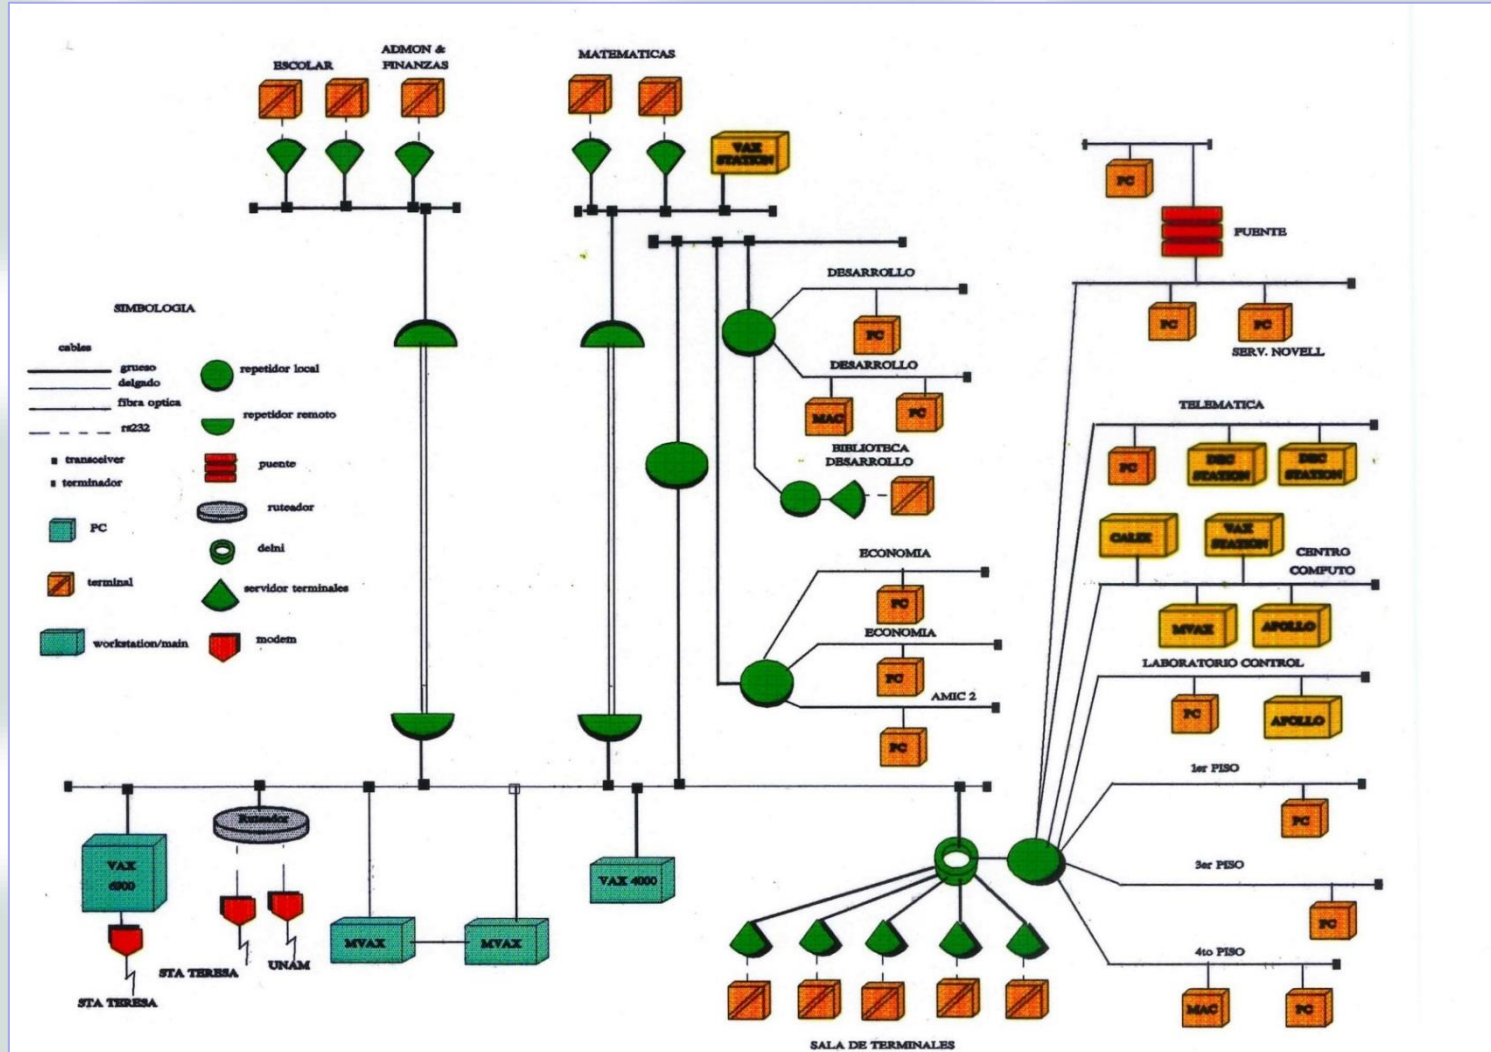 ESCOLAR
ADMON &
FINANZAS
MATEMATICAS
VAX
STATION
PC
PUENTE
PC
PC
SERV. NOVELL
DESARROLLO
PC
DESARROLLO
MAC
PC
BIBLIOTECA
DESARROLLO
SIMBOLOGIA
cables
grueso
delgado
fibra optica
rs232
transceiver
terminador
PC
terminal
workstation/main
repetidor local
repetidor remoto
puente
ruteador
delni
servidor terminales
modem
TELEMATICA
PC
DEC
STATION
DEC
STATION
CALIX
VAX
STATION
CENTRO
COMPUTO
MVAX
APOLLO
ECONOMIA
PC
ECONOMIA
PC
AMIC 2
PC
LABORATORIO CONTROL
PC
APOLLO
1er PISO
PC
3er PISO
PC
4to PISO
MAC
PC
VAX
Ruteador
MVAX
MVAX
VAX 4000
STA TERESA
STA TERESA
UNAM
SALA DE TERMINALES